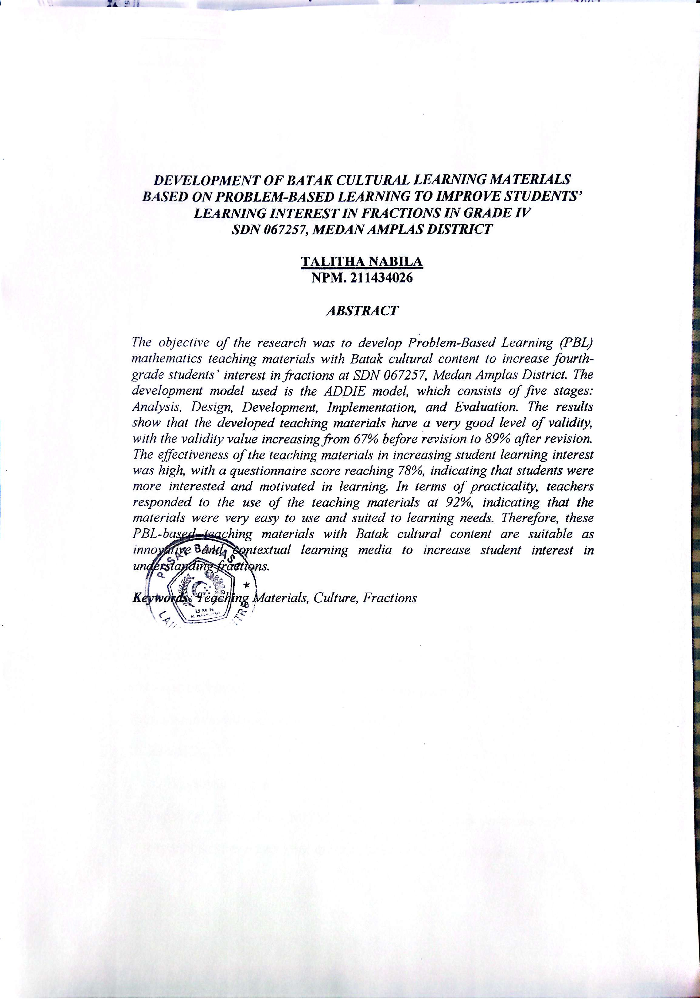 DEVELOPMENT OF BATAK CULTURAL LEARNING MATERIALS
BASED ON PROBLEM-BASED LEARNING TO IMPROVE STUDENTS'
LEARNING INTEREST IN FRACTIONS IN GRADE IV
SDN 067257, MEDAN AMPLAS DISTRICT
TALITHA NABILA
NPM. 211434026
ABSTRACT
The objective of the research was to develop Problem-Based Learning (PBL)
mathematics teaching materials with Batak cultural content to increase fourth-
grade students' interest in fractions at SDN 067257, Medan Amplas District. The
development model used is the ADDIE model, which consists of five stages:
Analysis, Design, Development, Implementation, and Evaluation. The results
show that the developed teaching materials have a very good level of validity,
with the validity value increasing from 67% before revision to 89% after revision.
The effectiveness of the teaching materials in increasing student learning interest
was high, with a questionnaire score reaching 78%, indicating that students were
more interested and motivated in learning. In terms of practicality, teachers
responded to the use of the teaching materials at 92%, indicating that the
materials were very easy to use and suited to learning needs. Therefore, these
PBL-based teaching materials with Batak cultural content are suitable as
innovative and contextual learning media to increase student interest in
understanding fractions.
Keywords: Teaching Materials, Culture, Fractions
PUSAT BAHASA
UMN